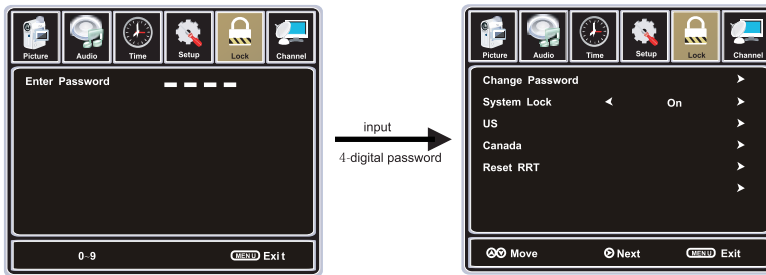 Picture Audio Time Setup Lock Channel
Enter Password
0~9 MENU Exit
input
4-digital password
Picture Audio Time Setup Lock Channel
Change Password
System Lock On
US
Canada
Reset RRT
Move Next MENU Exit